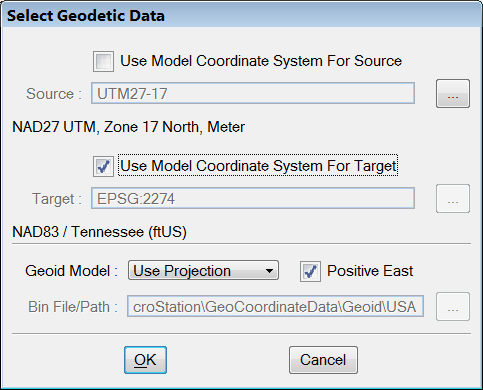 Select Geodetic Data
Use Model Coordinate System For Source
Source : UTM27-17 ...
NAD27 UTM, Zone 17 North, Meter
Use Model Coordinate System For Target
Target : EPSG:2274 ...
NAD83 / Tennessee (ftUS)
Geoid Model : Use Projection Positive East
Bin File/Path : croStation\GeoCoordinateData\Geoid\USA ...
OK Cancel